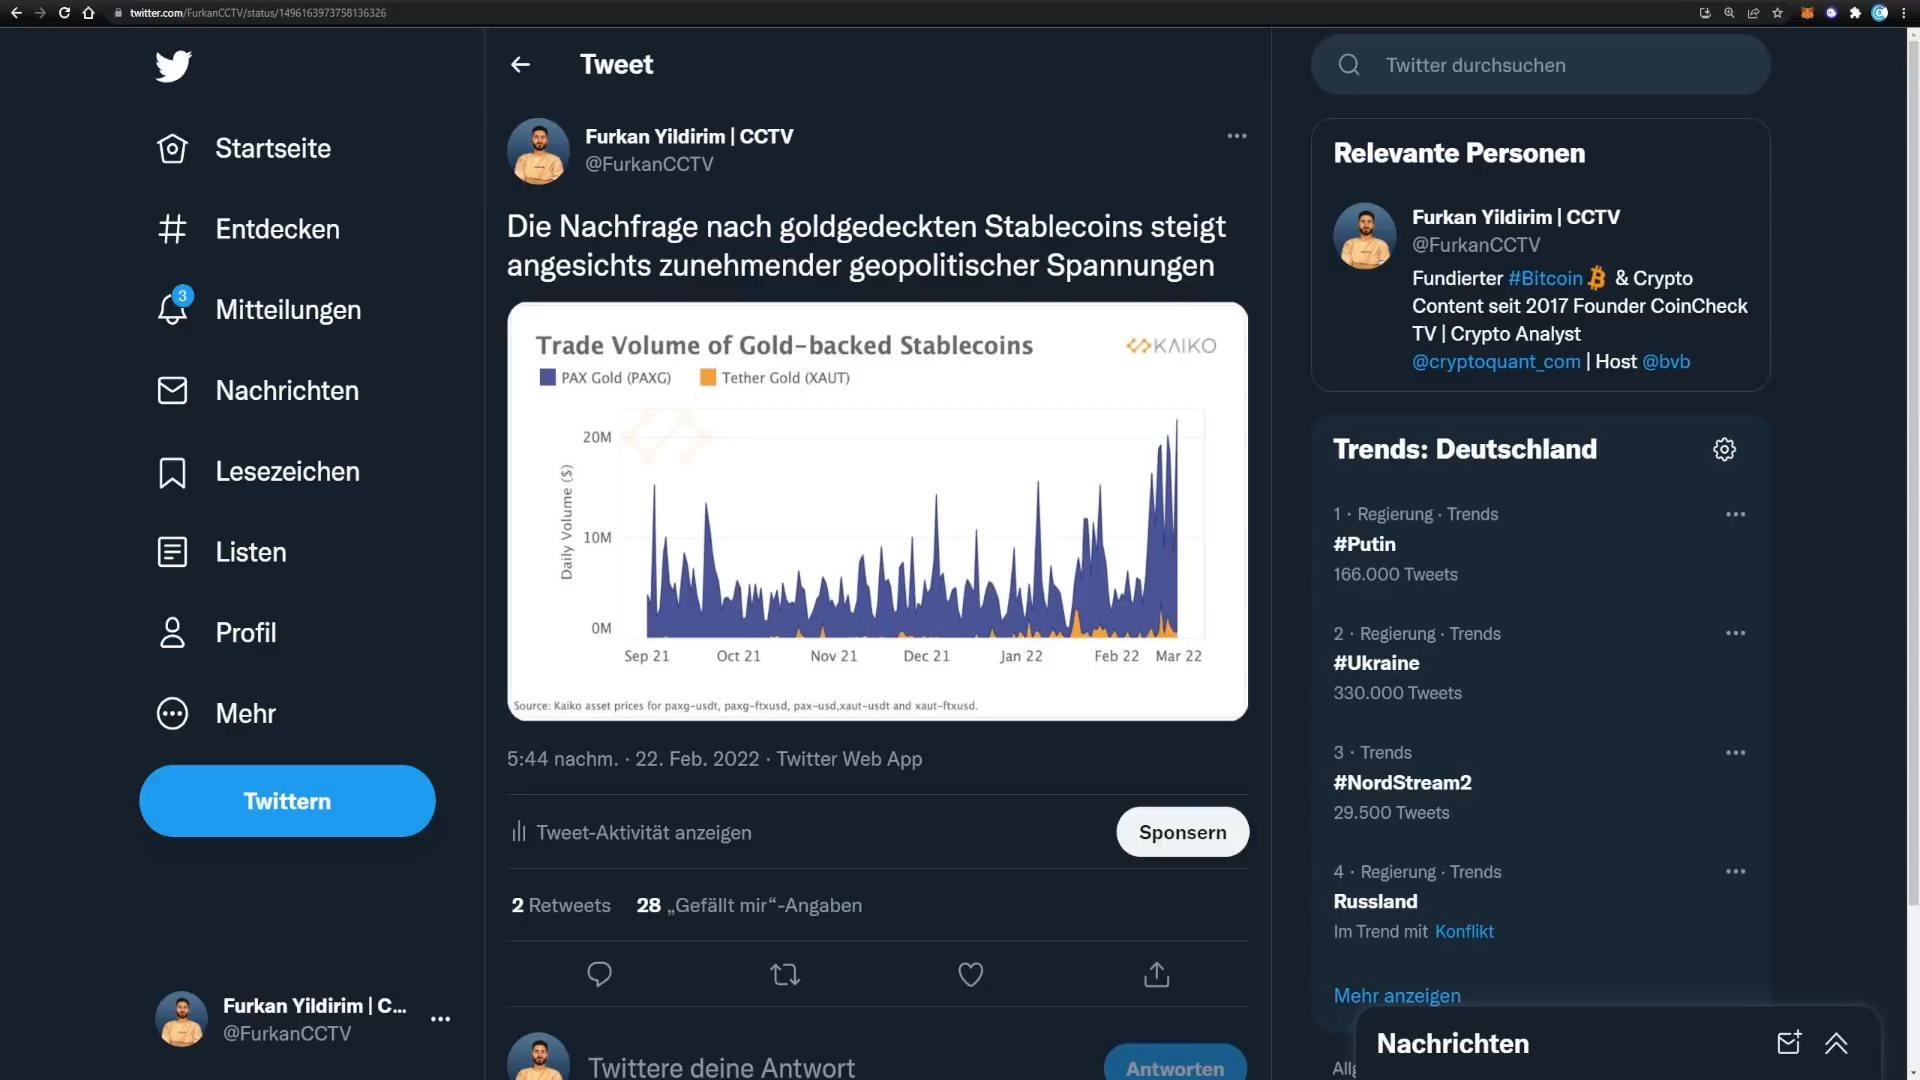 twitter.com/FurkanCCTV/status/1496163973758136326
Startseite
Entdecken
3
Mitteilungen
Nachrichten
Lesezeichen
Listen
Profil
Mehr
Twittern
Furkan Yildirim | C...
@FurkanCCTV
Tweet
Furkan Yildirim | CCTV
@FurkanCCTV
Die Nachfrage nach goldgedeckten Stablecoins steigt
angesichts zunehmender geopolitischer Spannungen
Trade Volume of Gold-backed Stablecoins
KAIKO
PAX Gold (PAXG) Tether Gold (XAUT)
Daily Volume ($)
20M
10M
0M
Sep 21 Oct 21 Nov 21 Dec 21 Jan 22 Feb 22 Mar 22
Source: Kaiko asset prices for paxg-usdt, paxg-ftxusd, pax-usd,xaut-usdt and xaut-ftxusd.
5:44 nachm. · 22. Feb. 2022 · Twitter Web App
Tweet-Aktivität anzeigen
Sponsern
2 Retweets 28 „Gefällt mir“-Angaben
Twittere deine Antwort
Antworten
Twitter durchsuchen
Relevante Personen
Furkan Yildirim | CCTV
@FurkanCCTV
Fundierter #Bitcoin & Crypto
Content seit 2017 Founder CoinCheck
TV | Crypto Analyst
@cryptoquant_com | Host @bvb
Trends: Deutschland
1 · Regierung · Trends
#Putin
166.000 Tweets
2 · Regierung · Trends
#Ukraine
330.000 Tweets
3 · Trends
#NordStream2
29.500 Tweets
4 · Regierung · Trends
Russland
Im Trend mit Konflikt
Mehr anzeigen
Nachrichten